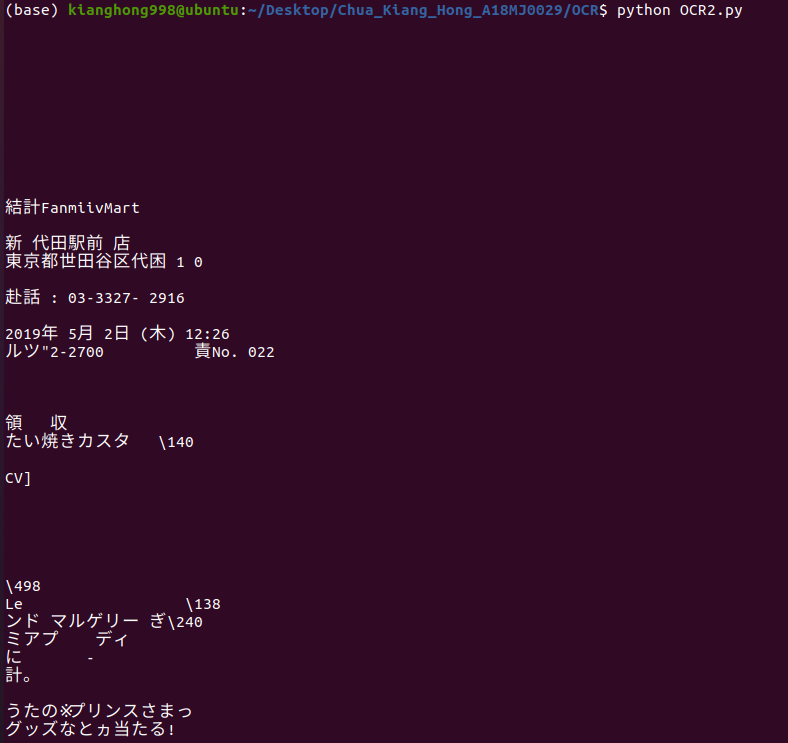 (base) kianghong998@ubuntu:~/Desktop/Chua_Kiang_Hong_A18MJ0029/OCR$ python OCR2.py
結計FanmiivMart
新 代田駅前 店
東京都世田谷区代困 1 0
赴話 : 03-3327- 2916
2019年 5月 2日 (木) 12:26
ルツ"2-2700 責No. 022
領 収
たい焼きカスタ \140
CV]
\498
Le \138
ンド マルゲリー ぎ\240
ミアプ ディ
に -
計。
うたの※プリンスさまっ
グッズなとヵ当たる!